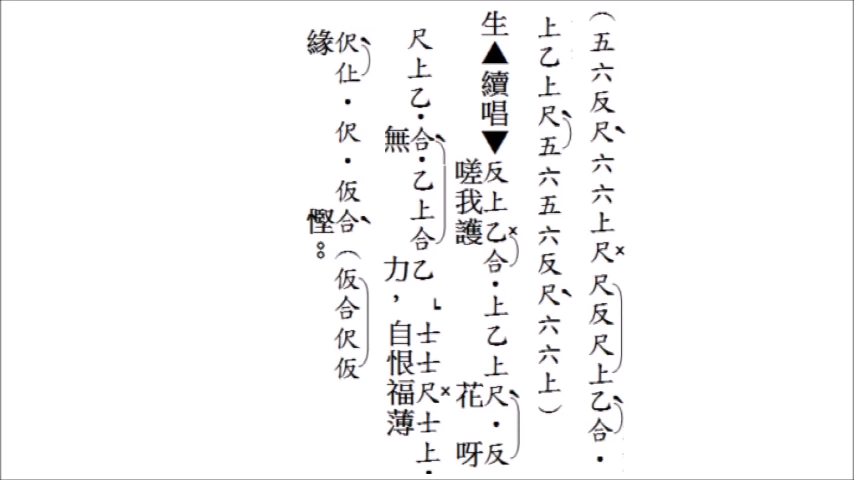 （五六反尺、六六上尺×尺反尺上乙、合・
上乙上尺、五六五六反尺、六六上）
生▲續唱▼反上乙×合・上乙上尺、・反
嗟我護花呀
尺上乙・合、・乙上合乙└士士尺×士上・
無力，自恨福薄
伬、仩・伬・仮合、（仮合伬仮
緣慳。。